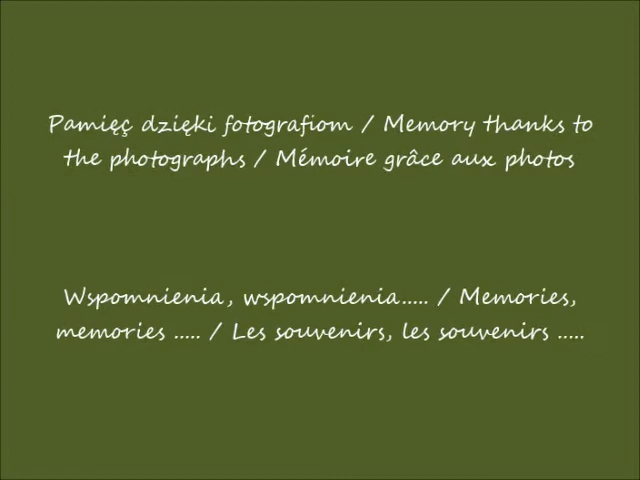 Pamięç dzięki fotografiom / Memory thanks to
the photographs / Mémoire grâce aux photos
Wspomnienia, wspomnienia..... / Memories,
memories ..... / Les souvenirs, les souvenirs .....